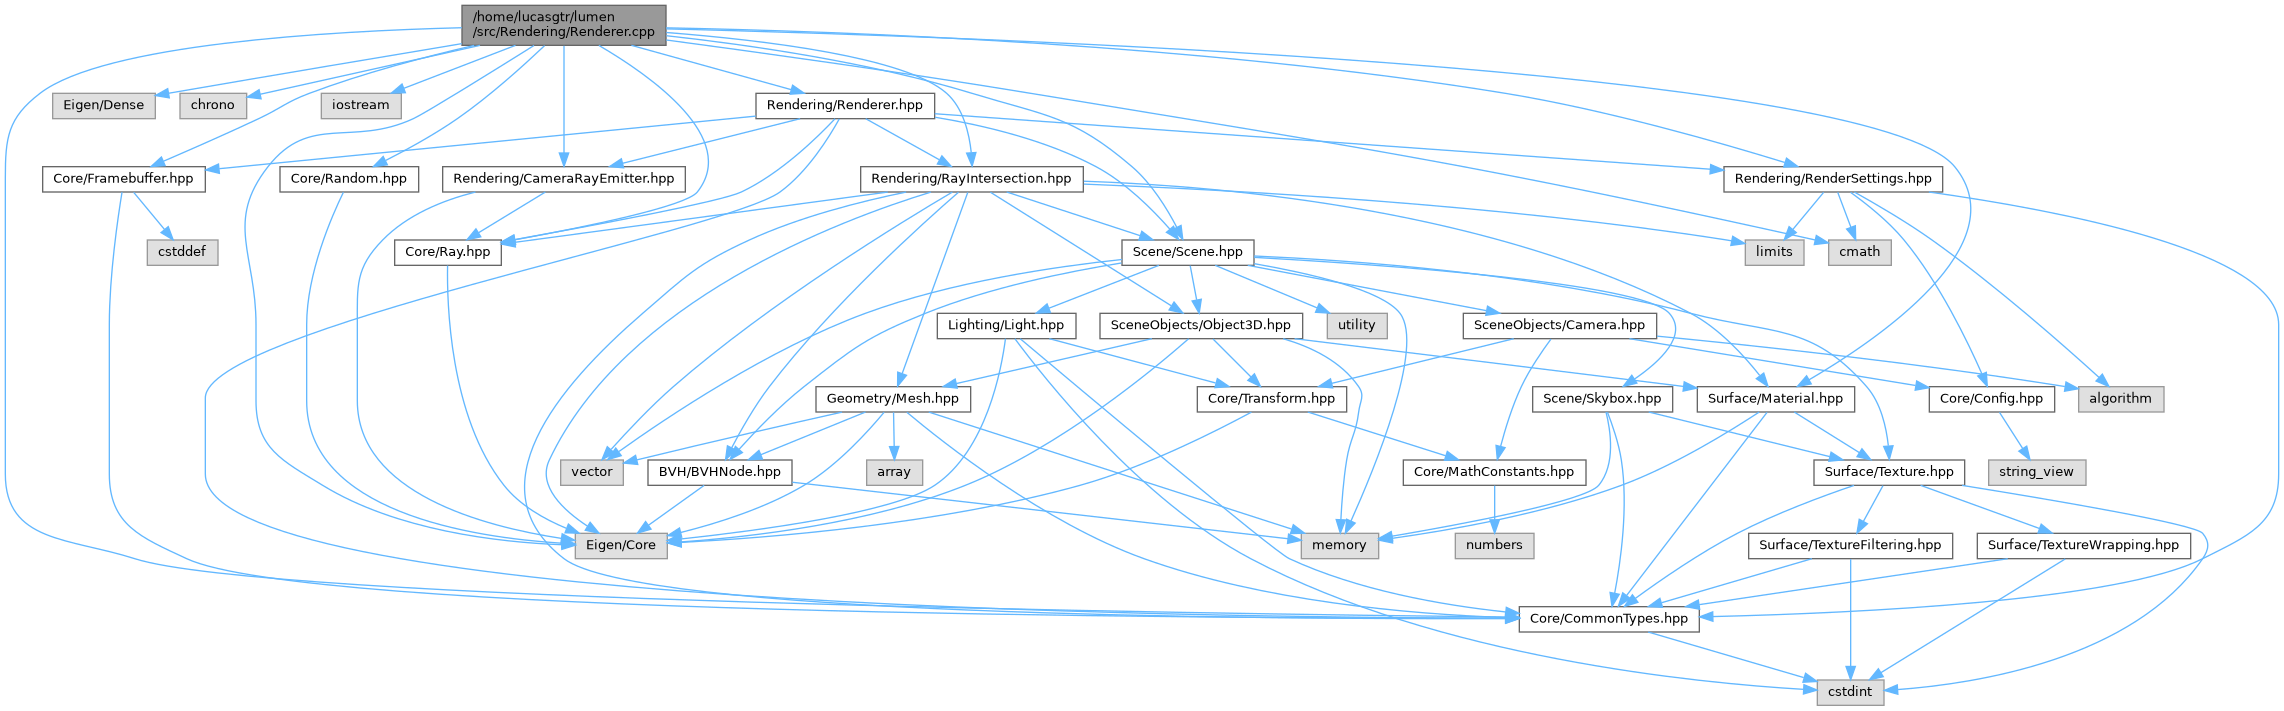 /home/lucasgtr/lumen
/src/Rendering/Renderer.cpp
Eigen/Dense
chrono
iostream
Rendering/Renderer.hpp
Core/Framebuffer.hpp
Core/Random.hpp
Rendering/CameraRayEmitter.hpp
Rendering/RayIntersection.hpp
Rendering/RenderSettings.hpp
cstddef
Core/Ray.hpp
Scene/Scene.hpp
limits
cmath
Lighting/Light.hpp
SceneObjects/Object3D.hpp
utility
SceneObjects/Camera.hpp
Geometry/Mesh.hpp
Core/Transform.hpp
Scene/Skybox.hpp
Surface/Material.hpp
Core/Config.hpp
algorithm
vector
BVH/BVHNode.hpp
array
Core/MathConstants.hpp
Surface/Texture.hpp
string_view
Eigen/Core
memory
numbers
Surface/TextureFiltering.hpp
Surface/TextureWrapping.hpp
Core/CommonTypes.hpp
cstdint